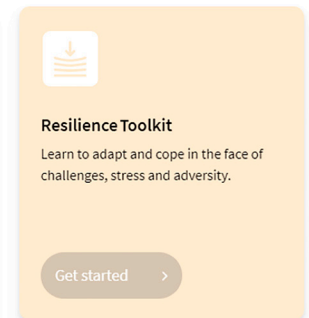 Resilience Toolkit
Learn to adapt and cope in the face of
challenges, stress and adversity.
Get started